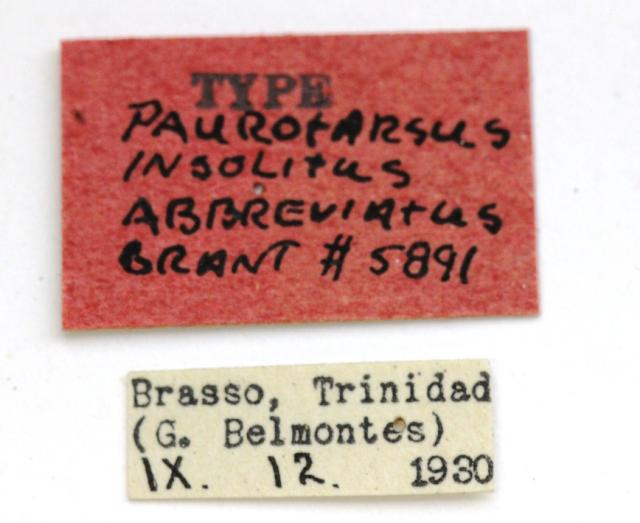 TYPE
PAUROtARSUS
INSOLItUS
ABBREVIAtUS
BRANT # 5891
Brasso, Trinidad
(G. Belmontes)
IX. 12. 1930